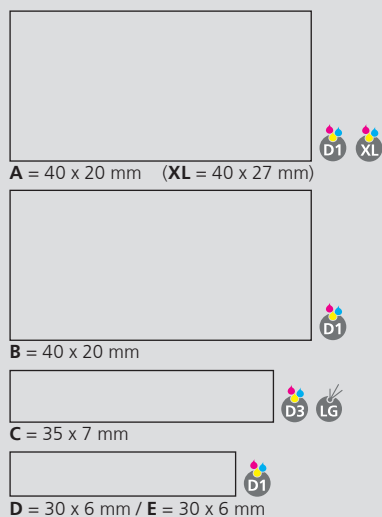 D1 XL
A = 40 x 20 mm (XL = 40 x 27 mm)
D1
B = 40 x 20 mm
D3 LG
C = 35 x 7 mm
D1
D = 30 x 6 mm / E = 30 x 6 mm